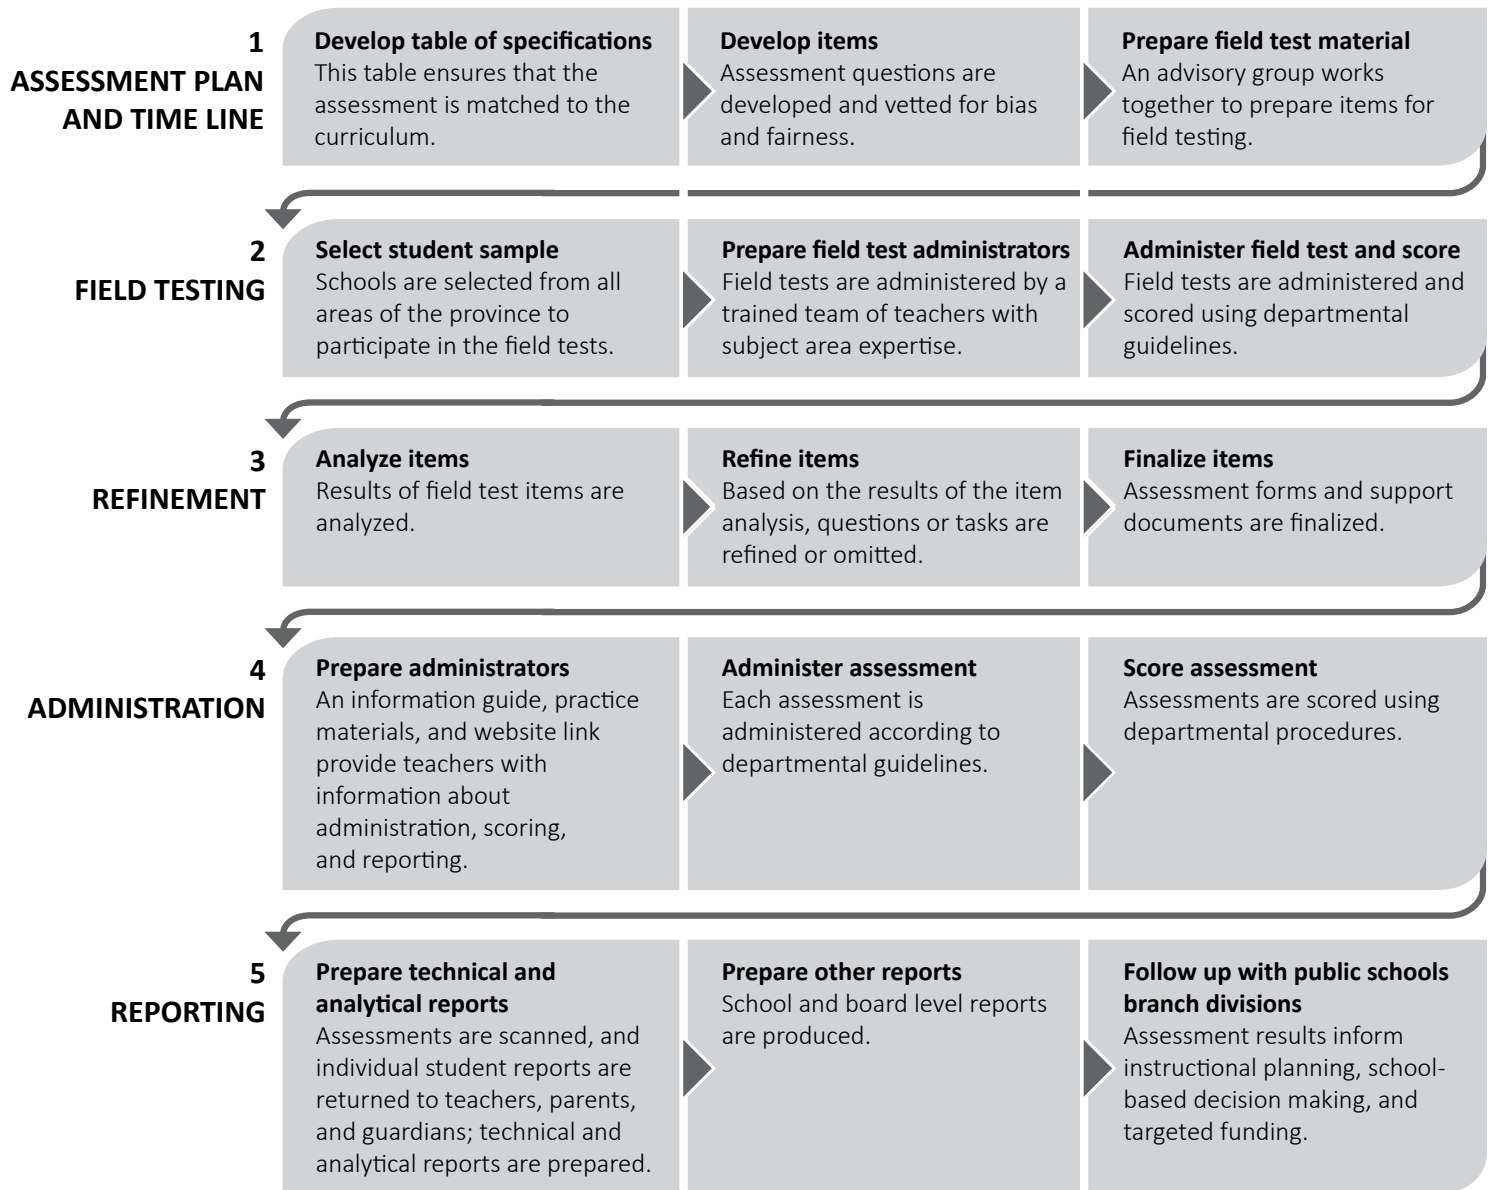 1
ASSESSMENT PLAN
AND TIME LINE
Develop table of specifications
This table ensures that the
assessment is matched to the
curriculum.
Develop items
Assessment questions are
developed and vetted for bias
and fairness.
Prepare field test material
An advisory group works
together to prepare items for
field testing.
2
FIELD TESTING
Select student sample
Schools are selected from all
areas of the province to
participate in the field tests.
Prepare field test administrators
Field tests are administered by a
trained team of teachers with
subject area expertise.
Administer field test and score
Field tests are administered and
scored using departmental
guidelines.
3
REFINEMENT
Analyze items
Results of field test items are
analyzed.
Refine items
Based on the results of the item
analysis, questions or tasks are
refined or omitted.
Finalize items
Assessment forms and support
documents are finalized.
4
ADMINISTRATION
Prepare administrators
An information guide, practice
materials, and website link
provide teachers with
information about
administration, scoring,
and reporting.
Administer assessment
Each assessment is
administered according to
departmental guidelines.
Score assessment
Assessments are scored using
departmental procedures.
5
REPORTING
Prepare technical and
analytical reports
Assessments are scanned, and
individual student reports are
returned to teachers, parents,
and guardians; technical and
analytical reports are prepared.
Prepare other reports
School and board level reports
are produced.
Follow up with public schools
branch divisions
Assessment results inform
instructional planning, school-
based decision making, and
targeted funding.